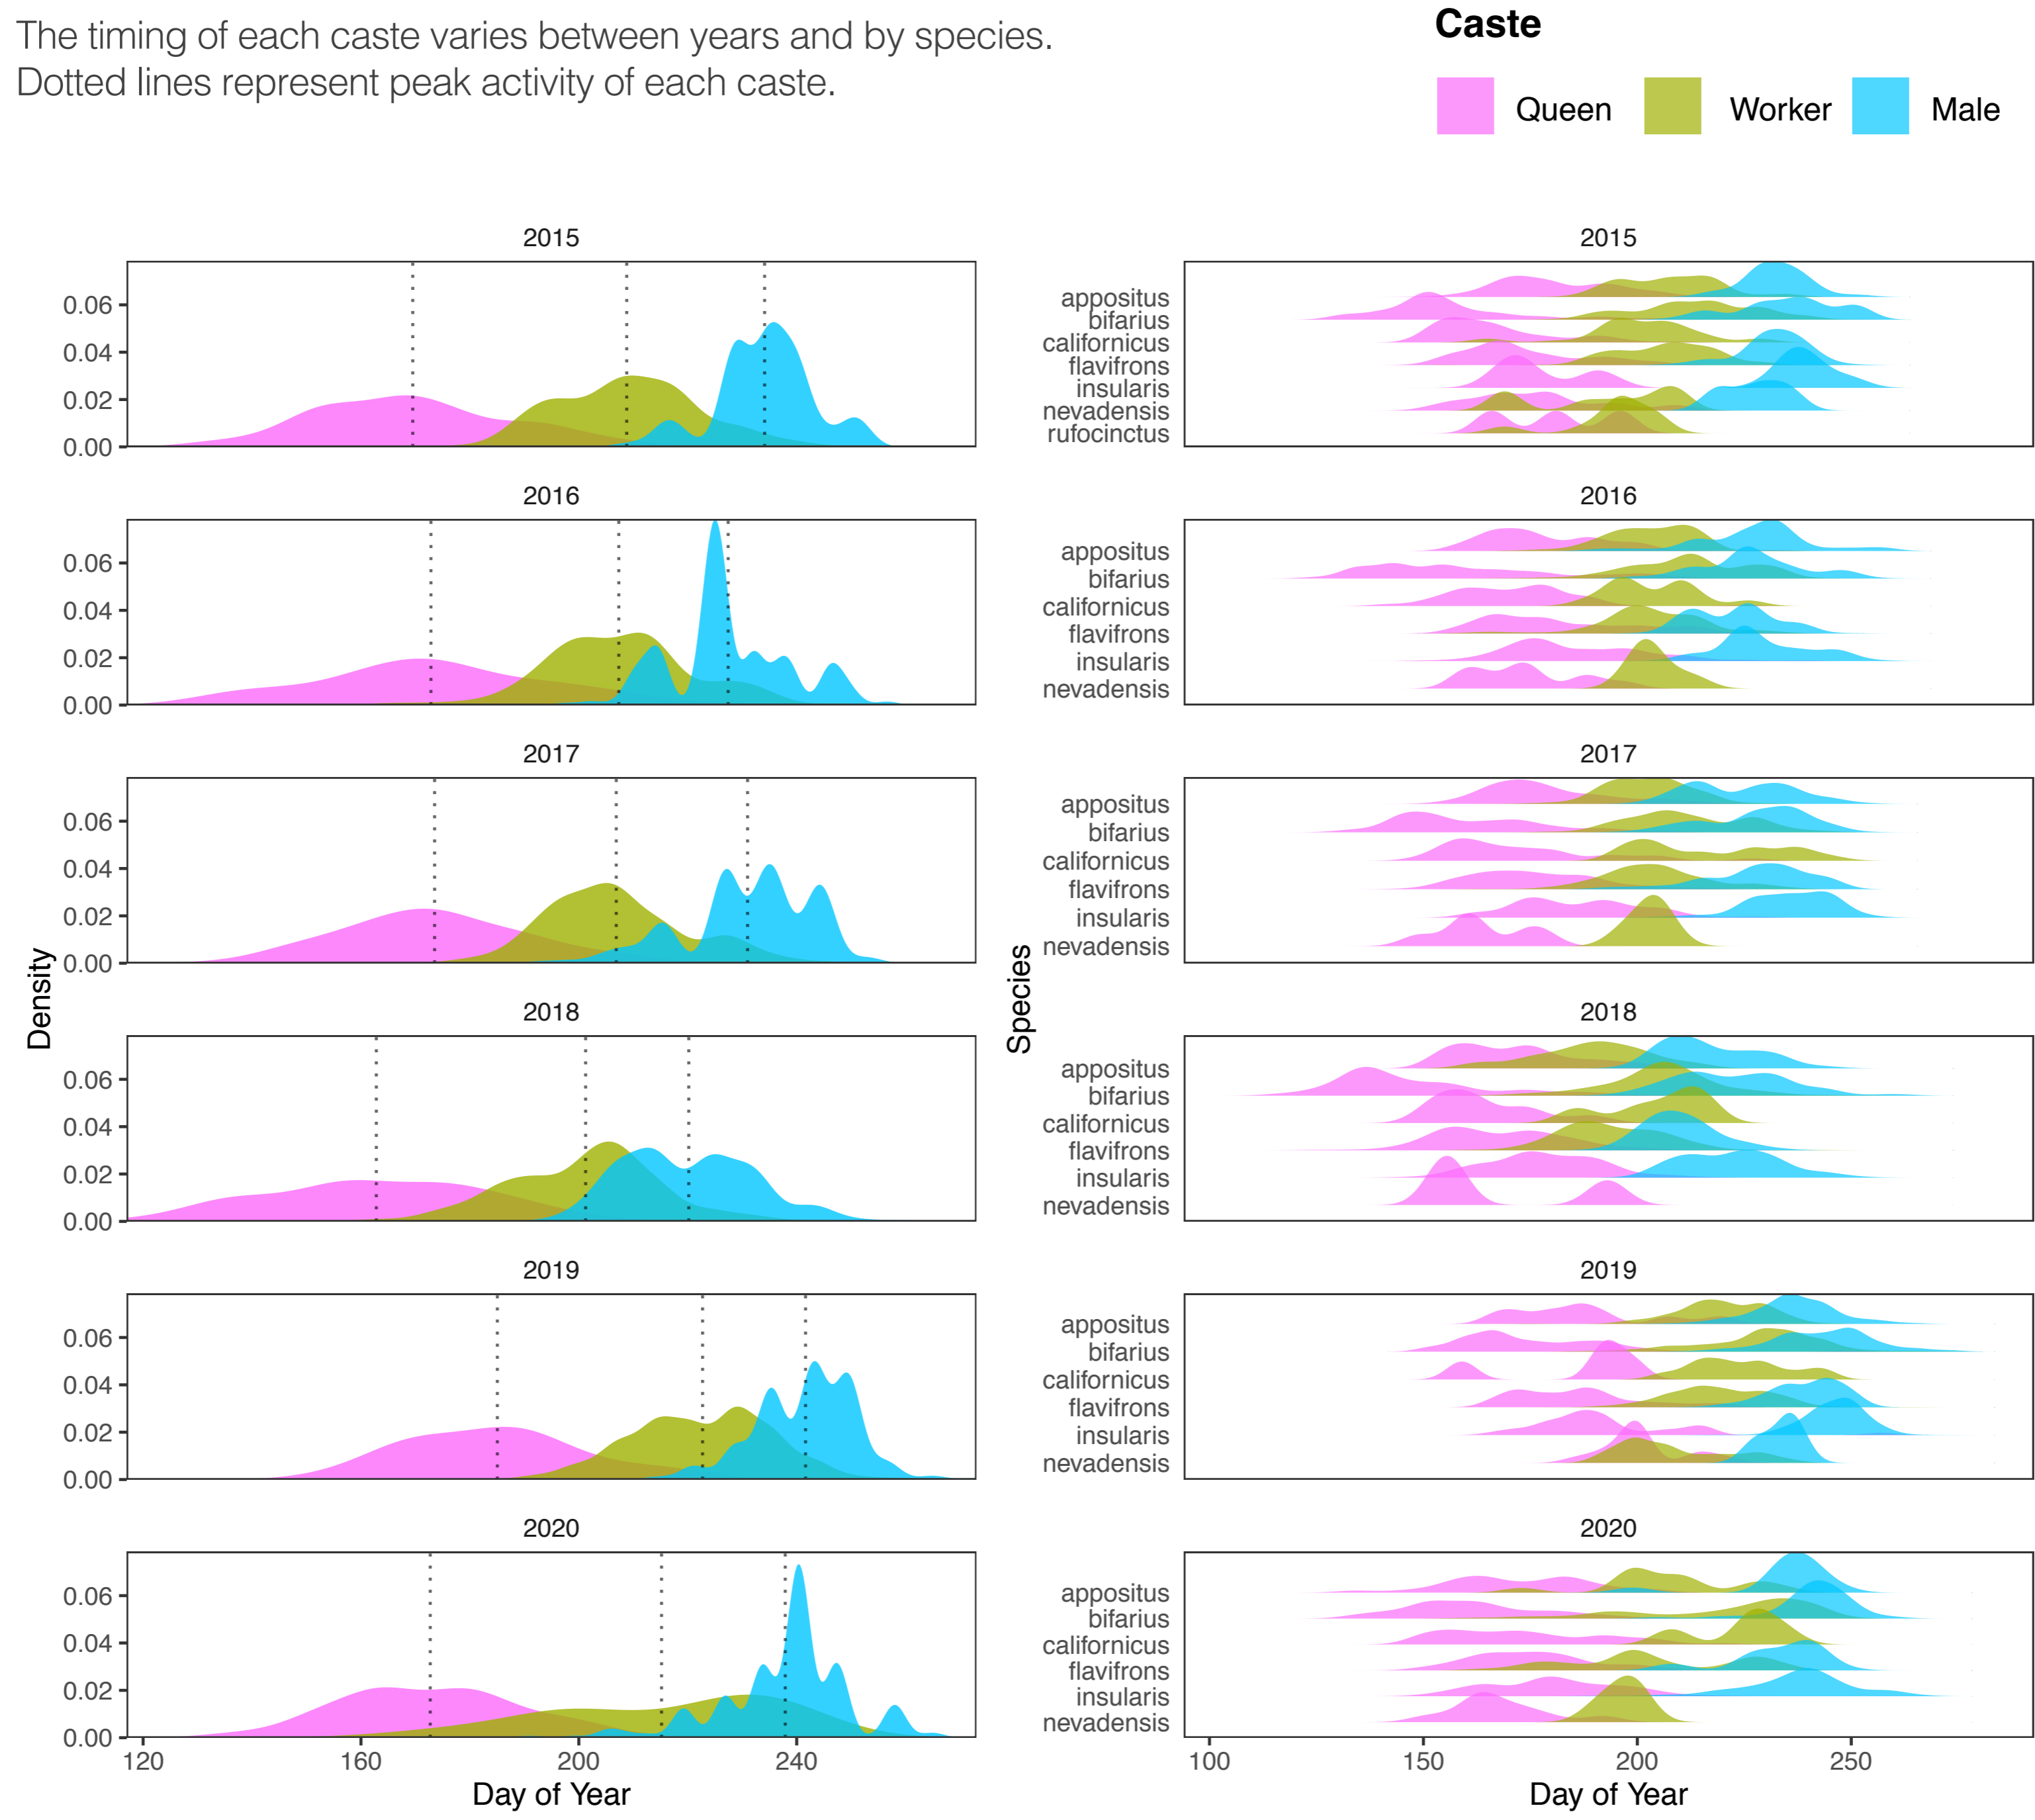 The timing of each caste varies between years and by species.
Dotted lines represent peak activity of each caste.
Caste
Queen
Worker
Male
2015
0.06
0.04
0.02
0.00
2016
0.06
0.04
0.02
0.00
2017
0.06
0.04
0.02
0.00
2018
0.06
0.04
0.02
0.00
2019
0.06
0.04
0.02
0.00
2020
0.06
0.04
0.02
0.00
120 160 200 240
Day of Year
Density
2015
appositus
bifarius
californicus
flavifrons
insularis
nevadensis
rufocinctus
2016
appositus
bifarius
californicus
flavifrons
insularis
nevadensis
2017
appositus
bifarius
californicus
flavifrons
insularis
nevadensis
2018
appositus
bifarius
californicus
flavifrons
insularis
nevadensis
2019
appositus
bifarius
californicus
flavifrons
insularis
nevadensis
2020
appositus
bifarius
californicus
flavifrons
insularis
nevadensis
100 150 200 250
Day of Year
Species